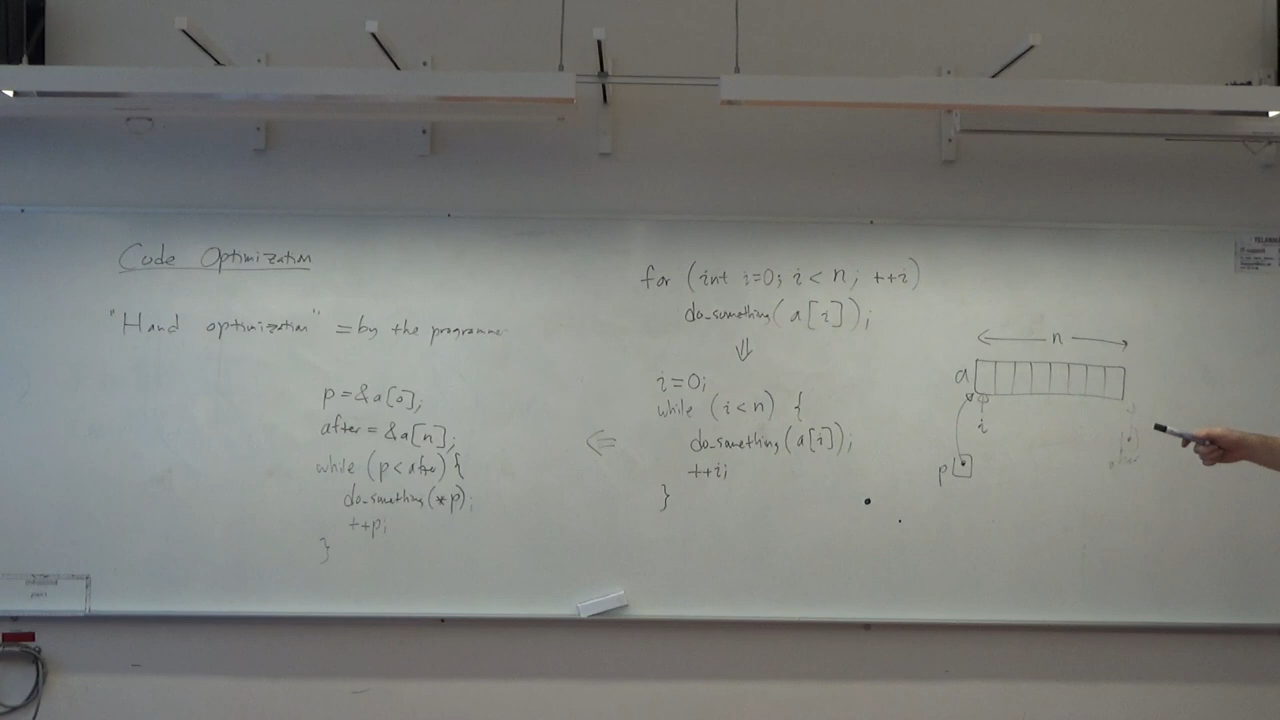 Code Optimization
"Hand optimization" = by the programmer
p = &a[0];
after = &a[n];
while (p < after) {
do_something(*p);
++p;
}
for (int i=0; i < n; ++i)
do_something( a[i] );
⇓
i=0;
while (i < n) {
do_something(a[i]);
++i;
}
⇐
n
a
i
p
after